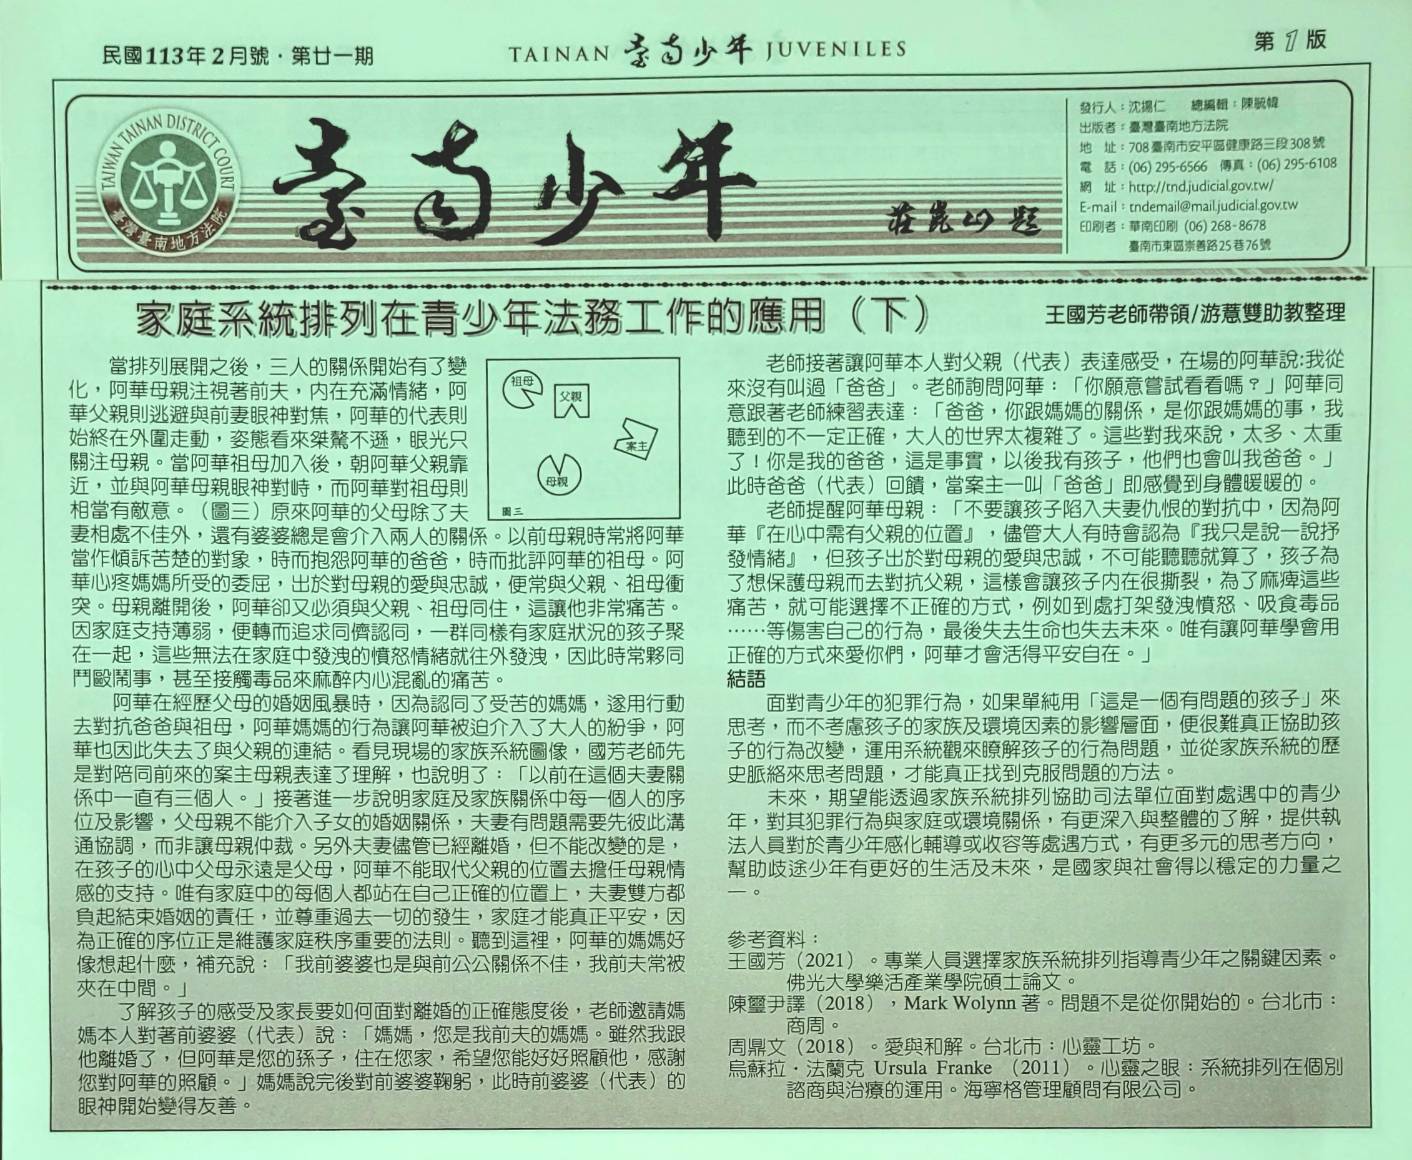 民國113年2月號・第廿一期
TAINAN 臺南少年 JUVENILES
第1版
TAIWAN TAINAN DISTRICT COURT
臺灣臺南地方法院
臺南少年
莊崑山 題
發行人：沈揚仁　總編輯：陳毓幃
出版者：臺灣臺南地方法院
地　址：708臺南市安平區健康路三段308號
電　話：(06) 295-6566　傳真：(06) 295-6108
網　址：http://tnd.judicial.gov.tw/
E-mail：tndemail@mail.judicial.gov.tw
印刷者：華南印刷 (06) 268-8678
臺南市東區崇善路25巷76號
家庭系統排列在青少年法務工作的應用（下）
王國芳老師帶領/游薏雙助教整理
當排列展開之後，三人的關係開始有了變
化，阿華母親注視著前夫，內在充滿情緒，阿
華父親則逃避與前妻眼神對焦，阿華的代表則
始終在外圍走動，姿態看來桀驁不遜，眼光只
關注母親。當阿華祖母加入後，朝阿華父親靠
近，並與阿華母親眼神對峙，而阿華對祖母則
相當有敵意。（圖三）原來阿華的父母除了夫
祖母
父親
案主
母親
圖三
妻相處不佳外，還有婆婆總是會介入兩人的關係。以前母親時常將阿華
當作傾訴苦楚的對象，時而抱怨阿華的爸爸，時而批評阿華的祖母。阿
華心疼媽媽所受的委屈，出於對母親的愛與忠誠，便常與父親、祖母衝
突。母親離開後，阿華卻又必須與父親、祖母同住，這讓他非常痛苦。
因家庭支持薄弱，便轉而追求同儕認同，一群同樣有家庭狀況的孩子聚
在一起，這些無法在家庭中發洩的憤怒情緒就往外發洩，因此時常夥同
鬥毆鬧事，甚至接觸毒品來麻醉內心混亂的痛苦。
阿華在經歷父母的婚姻風暴時，因為認同了受苦的媽媽，遂用行動
去對抗爸爸與祖母，阿華媽媽的行為讓阿華被迫介入了大人的紛爭，阿
華也因此失去了與父親的連結。看見現場的家族系統圖像，國芳老師先
是對陪同前來的案主母親表達了理解，也說明了：「以前在這個夫妻關
係中一直有三個人。」接著進一步說明家庭及家族關係中每一個人的序
位及影響，父母親不能介入子女的婚姻關係，夫妻有問題需要先彼此溝
通協調，而非讓母親仲裁。另外夫妻儘管已經離婚，但不能改變的是，
在孩子的心中父母永遠是父母，阿華不能取代父親的位置去擔任母親情
感的支持。唯有家庭中的每個人都站在自己正確的位置上，夫妻雙方都
負起結束婚姻的責任，並尊重過去一切的發生，家庭才能真正平安，因
為正確的序位正是維護家庭秩序重要的法則。聽到這裡，阿華的媽媽好
像想起什麼，補充說：「我前婆婆也是與前公公關係不佳，我前夫常被
夾在中間。」
了解孩子的感受及家長要如何面對離婚的正確態度後，老師邀請媽
媽本人對著前婆婆（代表）說：「媽媽，您是我前夫的媽媽。雖然我跟
他離婚了，但阿華是您的孫子，住在您家，希望您能好好照顧他，感謝
您對阿華的照顧。」媽媽說完後對前婆婆鞠躬，此時前婆婆（代表）的
眼神開始變得友善。
老師接著讓阿華本人對父親（代表）表達感受，在場的阿華說:我從
來沒有叫過「爸爸」。老師詢問阿華：「你願意嘗試看看嗎？」阿華同
意跟著老師練習表達：「爸爸，你跟媽媽的關係，是你跟媽媽的事，我
聽到的不一定正確，大人的世界太複雜了。這些對我來說，太多、太重
了！你是我的爸爸，這是事實，以後我有孩子，他們也會叫我爸爸。」
此時爸爸（代表）回饋，當案主一叫「爸爸」即感覺到身體暖暖的。
老師提醒阿華母親：「不要讓孩子陷入夫妻仇恨的對抗中，因為阿
華『在心中需有父親的位置』，儘管大人有時會認為『我只是說一說抒
發情緒』，但孩子出於對母親的愛與忠誠，不可能聽聽就算了，孩子為
了想保護母親而去對抗父親，這樣會讓孩子內在很撕裂，為了麻痺這些
痛苦，就可能選擇不正確的方式，例如到處打架發洩憤怒、吸食毒品
……等傷害自己的行為，最後失去生命也失去未來。唯有讓阿華學會用
正確的方式來愛你們，阿華才會活得平安自在。」
結語
面對青少年的犯罪行為，如果單純用「這是一個有問題的孩子」來
思考，而不考慮孩子的家族及環境因素的影響層面，便很難真正協助孩
子的行為改變，運用系統觀來瞭解孩子的行為問題，並從家族系統的歷
史脈絡來思考問題，才能真正找到克服問題的方法。
未來，期望能透過家族系統排列協助司法單位面對處遇中的青少
年，對其犯罪行為與家庭或環境關係，有更深入與整體的了解，提供執
法人員對於青少年感化輔導或收容等處遇方式，有更多元的思考方向，
幫助歧途少年有更好的生活及未來，是國家與社會得以穩定的力量之
一。
參考資料：
王國芳（2021）。專業人員選擇家族系統排列指導青少年之關鍵因素。
佛光大學樂活產業學院碩士論文。
陳璽尹譯（2018），Mark Wolynn 著。問題不是從你開始的。台北市：
商周。
周鼎文（2018）。愛與和解。台北市：心靈工坊。
烏蘇拉・法蘭克 Ursula Franke （2011）。心靈之眼：系統排列在個別
諮商與治療的運用。海寧格管理顧問有限公司。